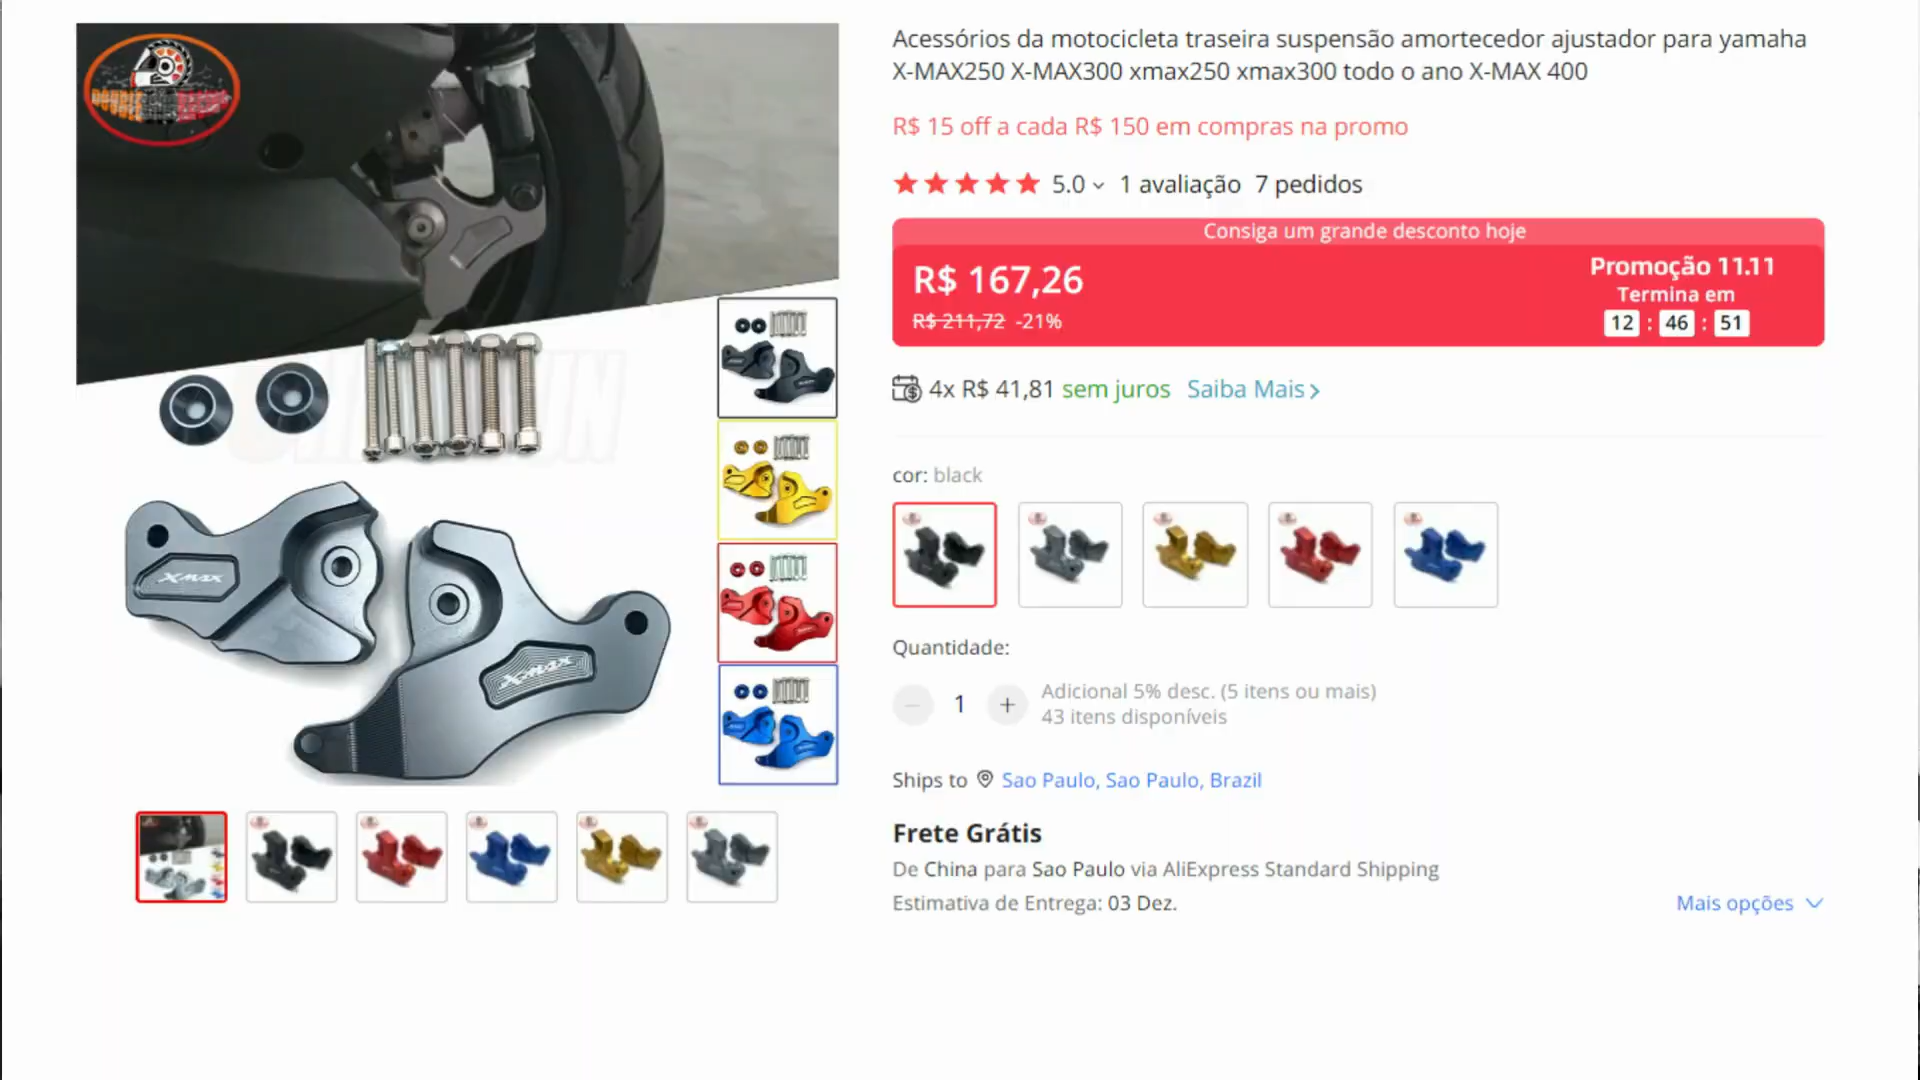 Acessórios da motocicleta traseira suspensão amortecedor ajustador para yamaha
X-MAX250 X-MAX300 xmax250 xmax300 todo o ano X-MAX 400
R$ 15 off a cada R$ 150 em compras na promo
5.0 1 avaliação 7 pedidos
Consiga um grande desconto hoje
R$ 167,26
R$ 211,72 -21%
Promoção 11.11
Termina em
12 : 46 : 51
4x R$ 41,81 sem juros Saiba Mais
cor: black
X-MAX
X-MAX
Quantidade:
1
Adicional 5% desc. (5 itens ou mais)
43 itens disponíveis
Ships to Sao Paulo, Sao Paulo, Brazil
Frete Grátis
De China para Sao Paulo via AliExpress Standard Shipping
Estimativa de Entrega: 03 Dez.
Mais opções